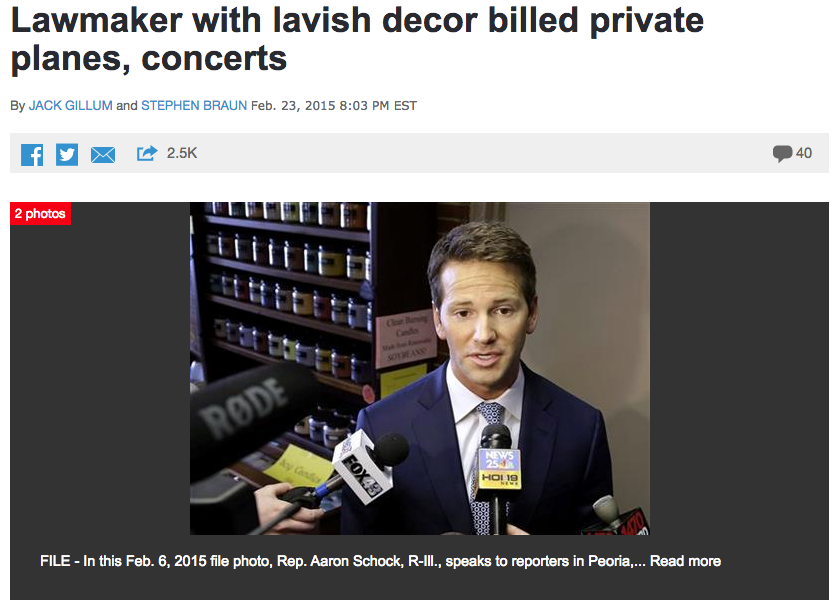 Lawmaker with lavish decor billed private
planes, concerts
By JACK GILLUM and STEPHEN BRAUN Feb. 23, 2015 8:03 PM EST
2.5K
40
2 photos
Clean Burning
Candles
Made from Renewable
SOYBEANS!
RØDE
FOX43
Soy Candles
NEWS
25
HOI 19
NEWS
1470
FILE - In this Feb. 6, 2015 file photo, Rep. Aaron Schock, R-Ill., speaks to reporters in Peoria,... Read more